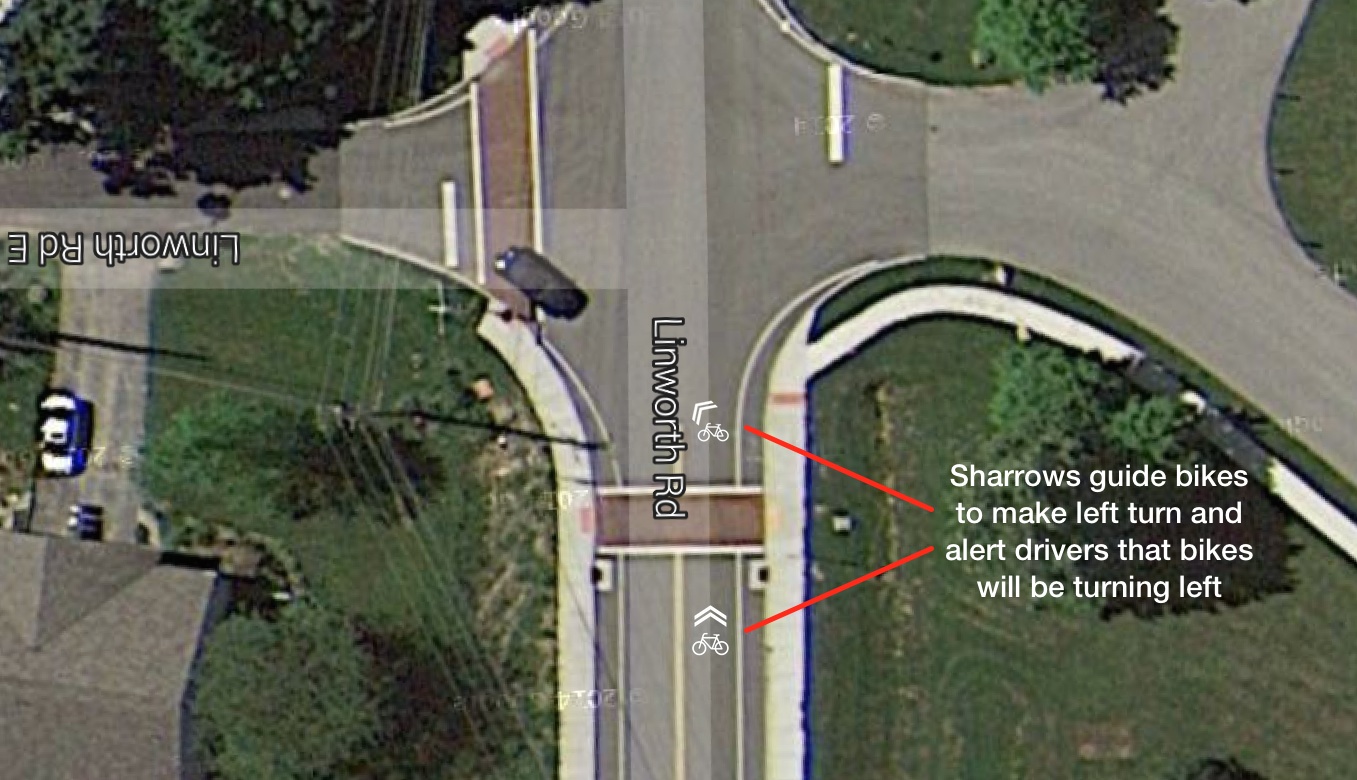 Linworth Rd E
Linworth Rd
Sharrows guide bikes
to make left turn and
alert drivers that bikes
will be turning left